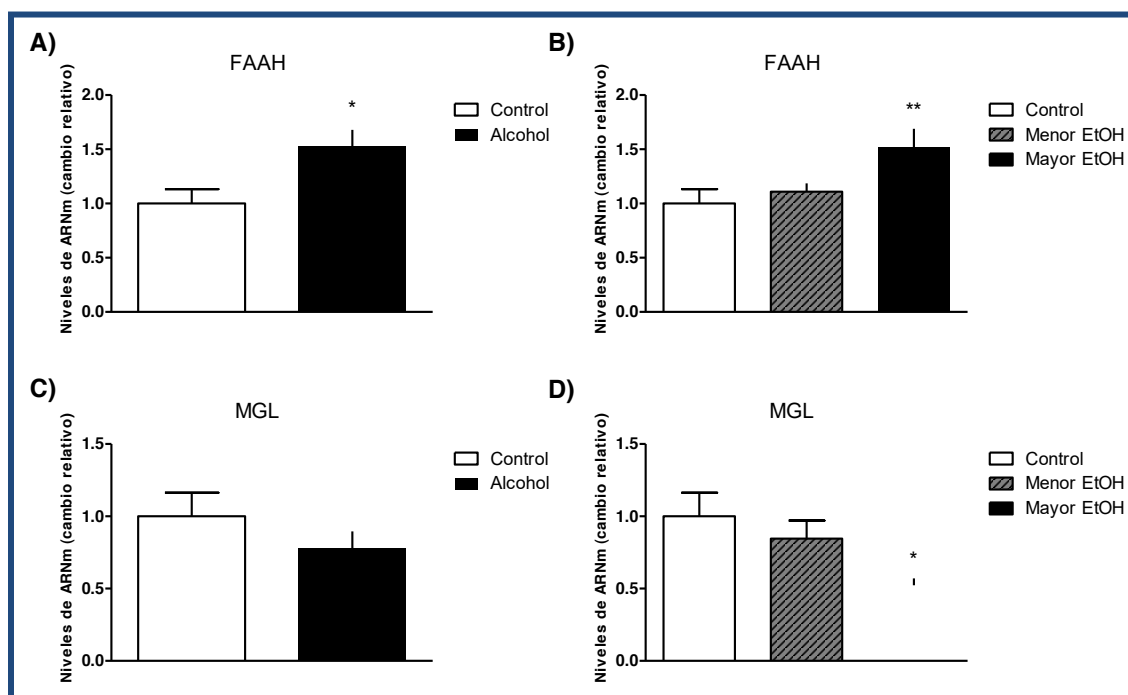 A)
FAAH
Niveles de ARNm (cambio relativo)
2.0
1.5
1.0
0.5
0.0
*
Control
Alcohol
B)
FAAH
Niveles de ARNm (cambio relativo)
2.0
1.5
1.0
0.5
0.0
**
Control
Menor EtOH
Mayor EtOH
C)
MGL
Niveles de ARNm (cambio relativo)
1.5
1.0
0.5
0.0
Control
Alcohol
D)
MGL
Niveles de ARNm (cambio relativo)
1.5
1.0
0.5
0.0
*
Control
Menor EtOH
Mayor EtOH